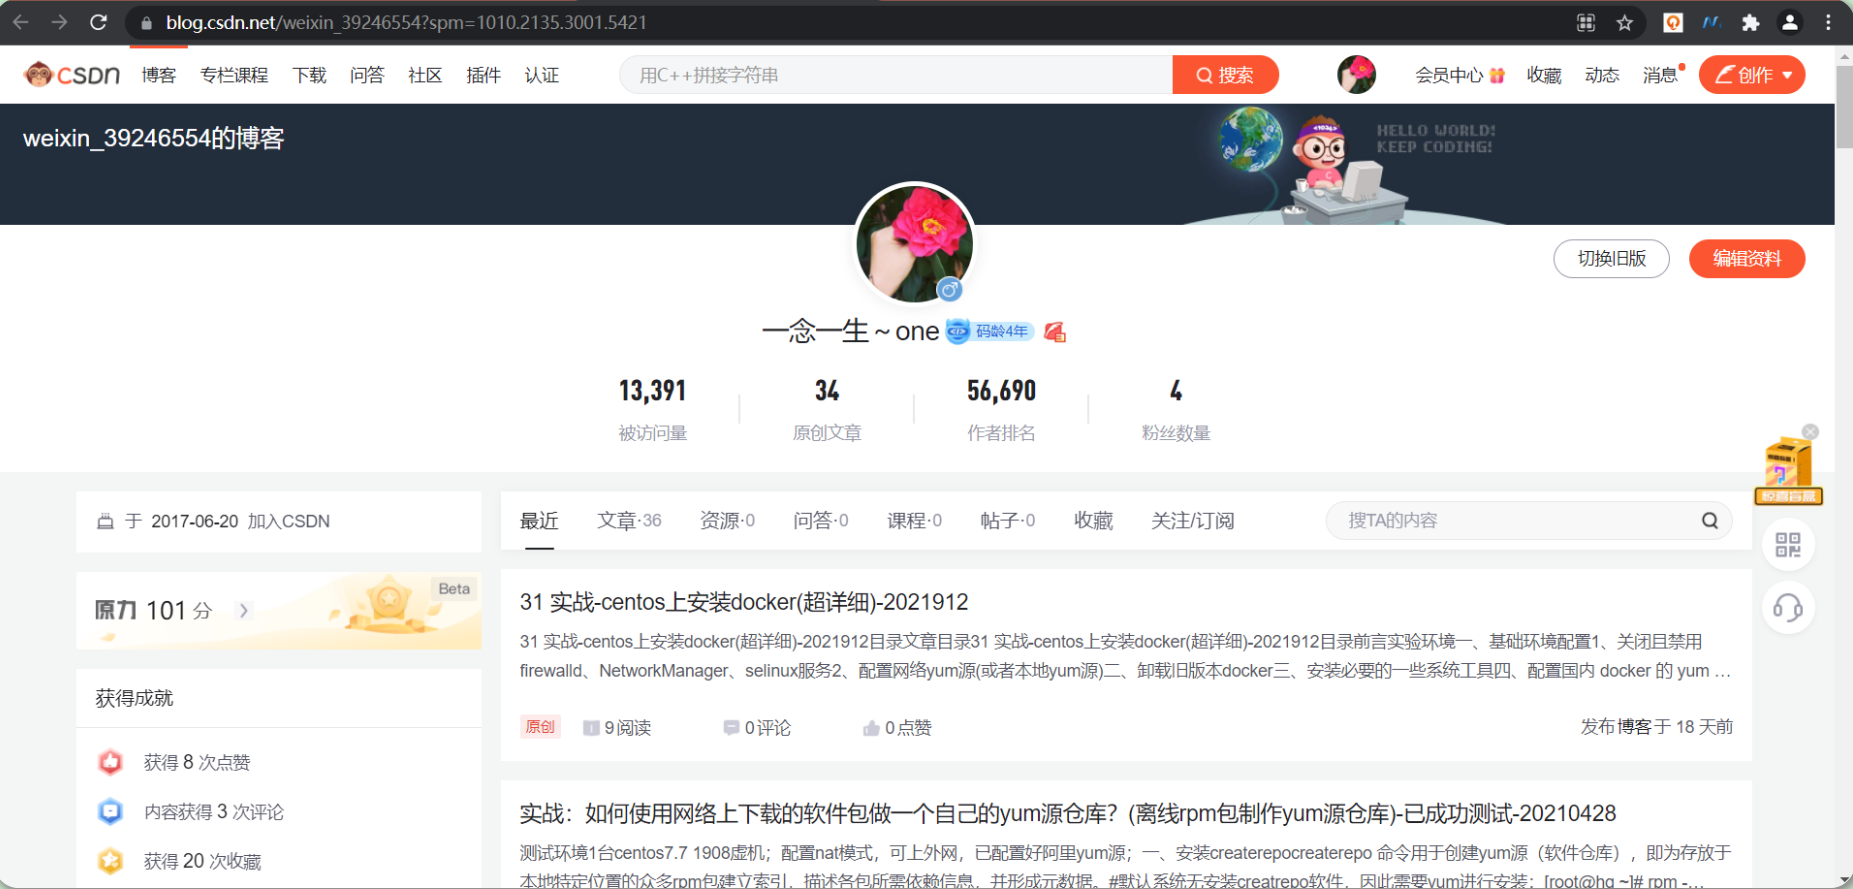 blog.csdn.net/weixin_39246554?spm=1010.2135.3001.5421
CSDN 博客 专栏课程 下载 问答 社区 插件 认证 用C++拼接字符串 搜索 会员中心 收藏 动态 消息 创作
weixin_39246554的博客
HELLO WORLD!
KEEP CODING!
切换旧版 编辑资料
一念一生~one 码龄4年
13,391 34 56,690 4
被访问量 原创文章 作者排名 粉丝数量
于 2017-06-20 加入CSDN
最近 文章·36 资源·0 问答·0 课程·0 帖子·0 收藏 关注/订阅 搜TA的内容
Beta
原力 101 分
31 实战-centos上安装docker(超详细)-2021912
31 实战-centos上安装docker(超详细)-2021912目录文章目录31 实战-centos上安装docker(超详细)-2021912目录前言实验环境一、基础环境配置1、关闭且禁用
firewalld、NetworkManager、selinux服务2、配置网络yum源(或者本地yum源)二、卸载旧版本docker三、安装必要的一些系统工具四、配置国内 docker 的 yum …
原创 9阅读 0评论 0点赞 发布博客于 18 天前
获得成就
获得 8 次点赞
内容获得 3 次评论
获得 20 次收藏
实战：如何使用网络上下载的软件包做一个自己的yum源仓库？(离线rpm包制作yum源仓库)-已成功测试-20210428
测试环境1台centos7.7 1908虚机；配置nat模式，可上外网，已配置好阿里yum源；一、安装createrepocreaterepo 命令用于创建yum源（软件仓库），即为存放于
本地特定位置的众多rpm包建立索引，描述各包所需依赖信息，并形成元数据。#默认系统无安装creatrepo软件，因此需要yum进行安装：[root@hg ~]# rpm -…